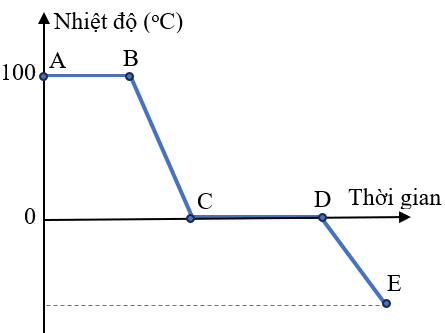 Nhiệt độ (°C)
A
B
100
C
D
Thời gian
0
E